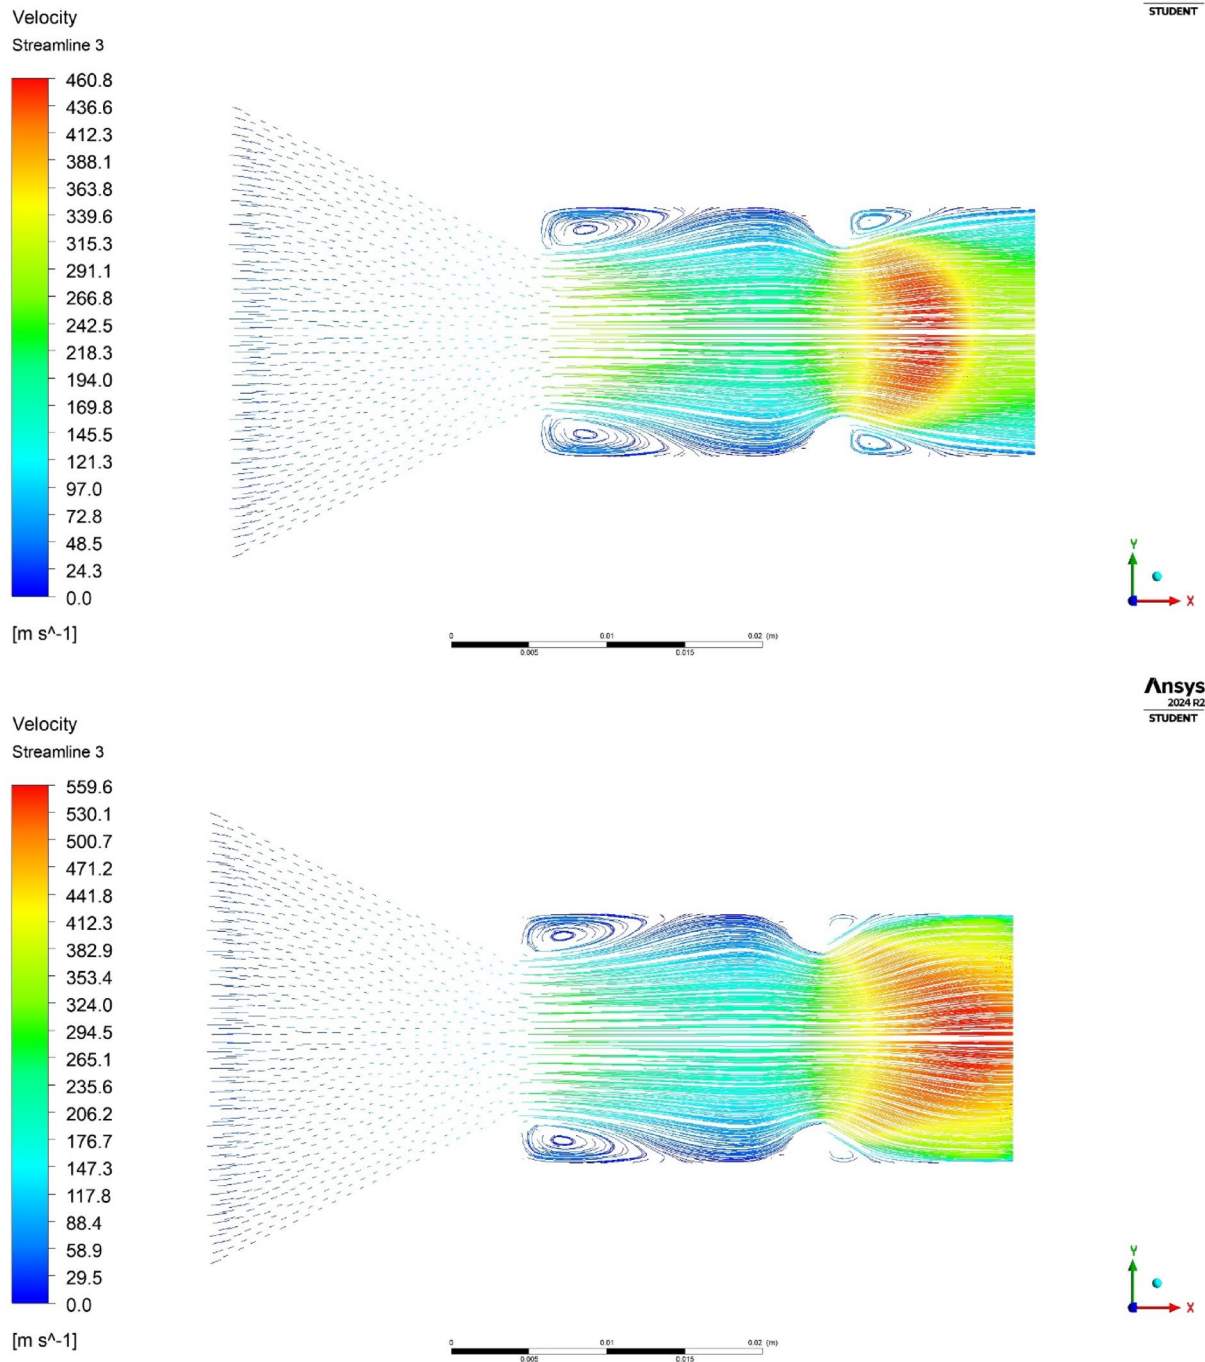 STUDENT
Velocity
Streamline 3
460.8
436.6
412.3
388.1
363.8
339.6
315.3
291.1
266.8
242.5
218.3
194.0
169.8
145.5
121.3
97.0
72.8
48.5
24.3
0.0
[m s^-1]
Y
X
0 0.01 0.02 (m)
0.005 0.015
Ansys
2024 R2
STUDENT
Velocity
Streamline 3
559.6
530.1
500.7
471.2
441.8
412.3
382.9
353.4
324.0
294.5
265.1
235.6
206.2
176.7
147.3
117.8
88.4
58.9
29.5
0.0
[m s^-1]
Y
X
0 0.01 0.02 (m)
0.005 0.015